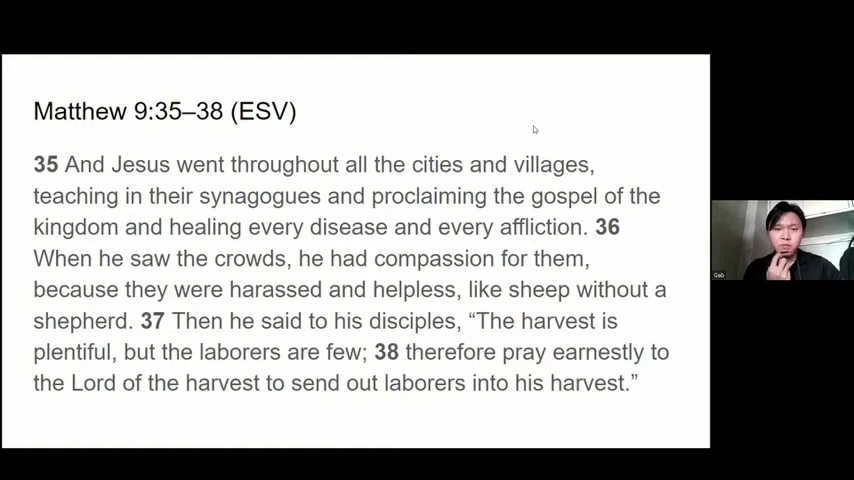 Matthew 9:35–38 (ESV)
35 And Jesus went throughout all the cities and villages,
teaching in their synagogues and proclaiming the gospel of the
kingdom and healing every disease and every affliction. 36
When he saw the crowds, he had compassion for them,
because they were harassed and helpless, like sheep without a
shepherd. 37 Then he said to his disciples, “The harvest is
plentiful, but the laborers are few; 38 therefore pray earnestly to
the Lord of the harvest to send out laborers into his harvest.”
Gab